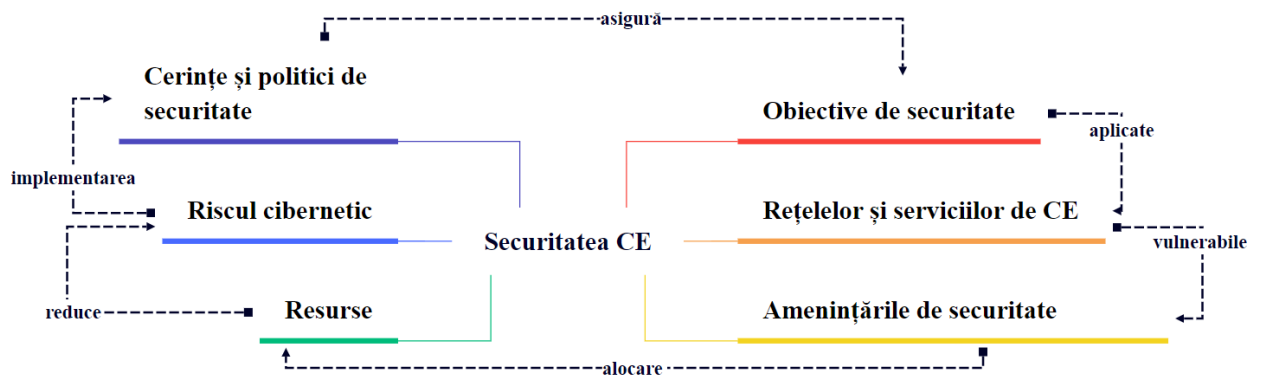 asigură
Cerințe și politici de
securitate
Obiective de securitate
aplicate
implementarea
Riscul cibernetic
Rețelelor și serviciilor de CE
Securitatea CE
vulnerabile
reduce
Resurse
Amenințările de securitate
alocare